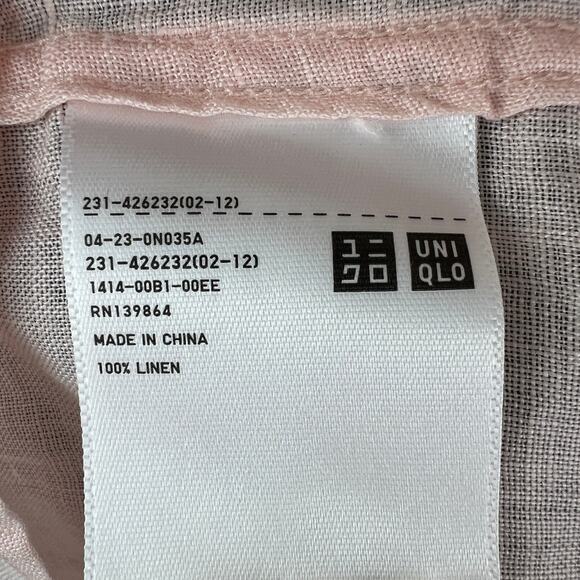 231-426232(02-12)
04-23-0N035A
231-426232(02-12)
1414-00B1-00EE
RN139864
MADE IN CHINA
100% LINEN
ユニ
クロ
UNI
QLO